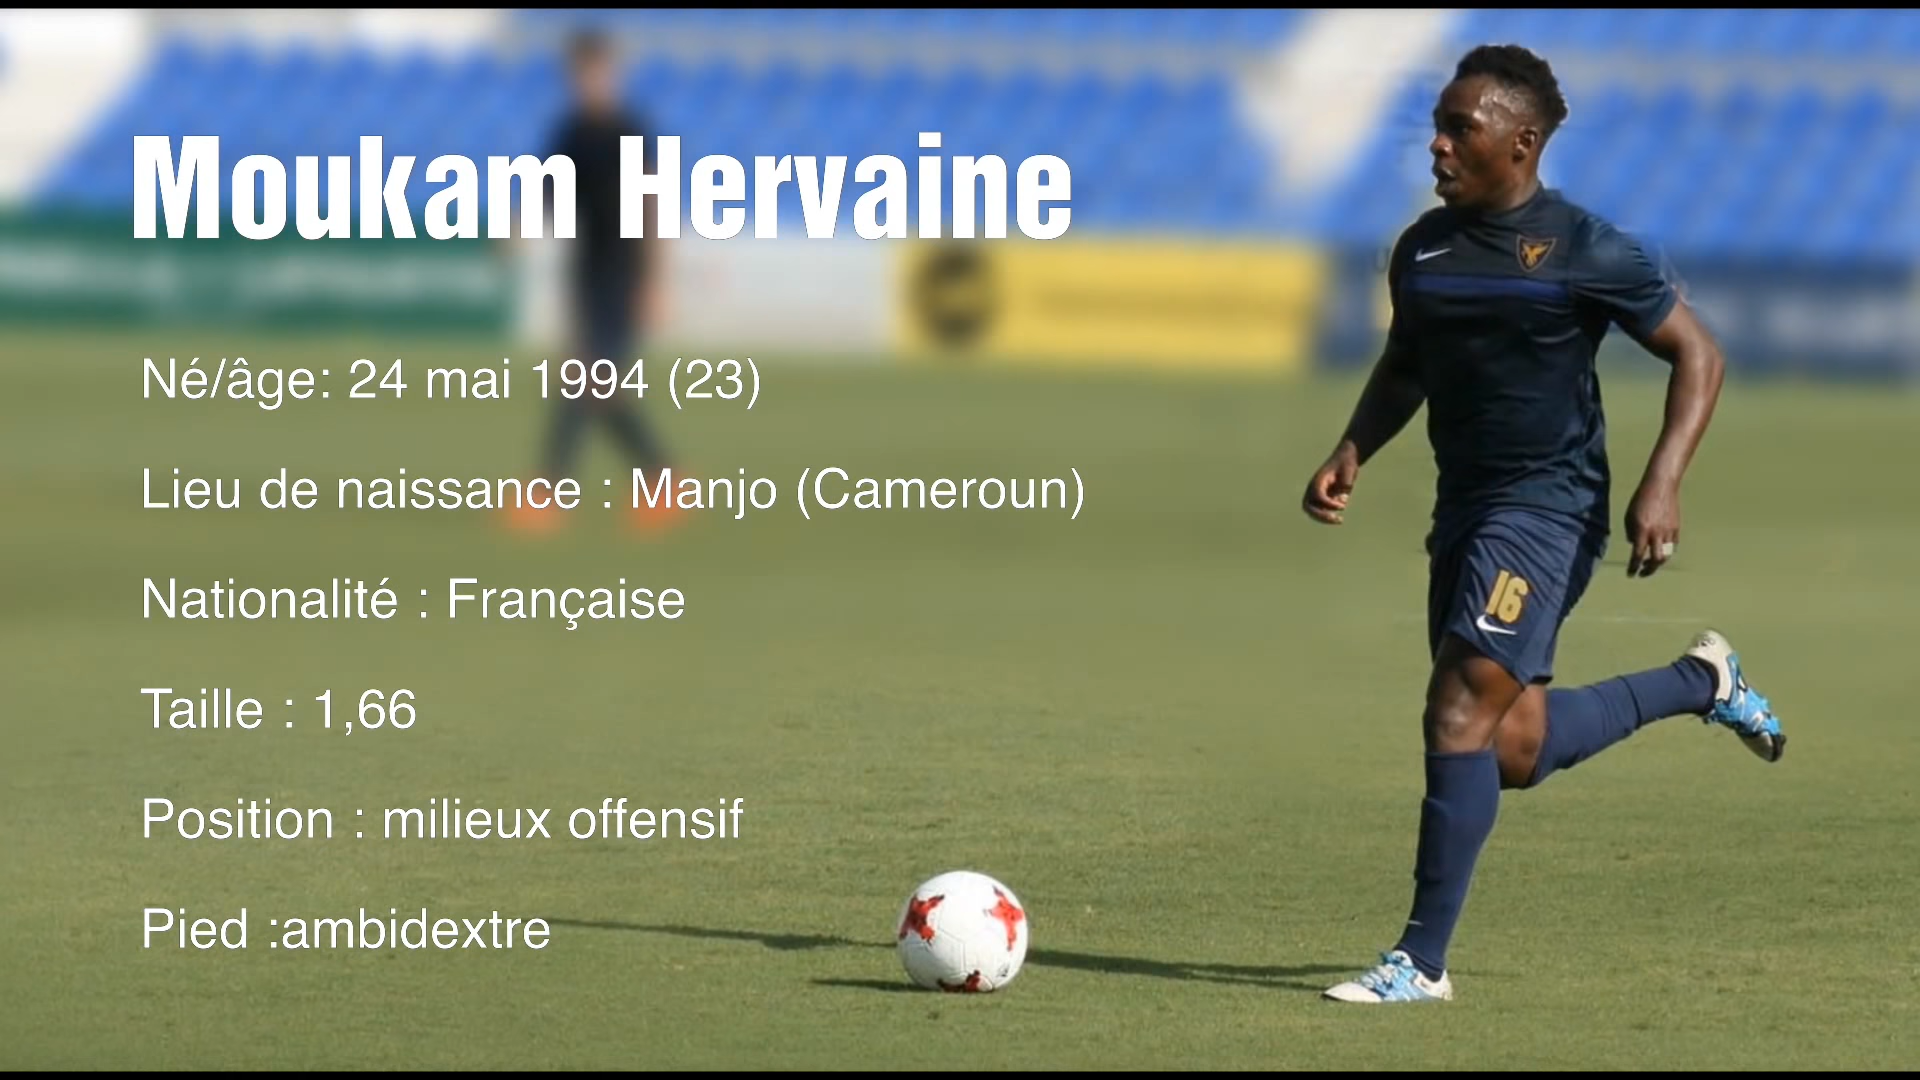 Moukam Hervaine
Né/âge: 24 mai 1994 (23)
Lieu de naissance : Manjo (Cameroun)
Nationalité : Française
Taille : 1,66
Position : milieux offensif
Pied :ambidextre
16